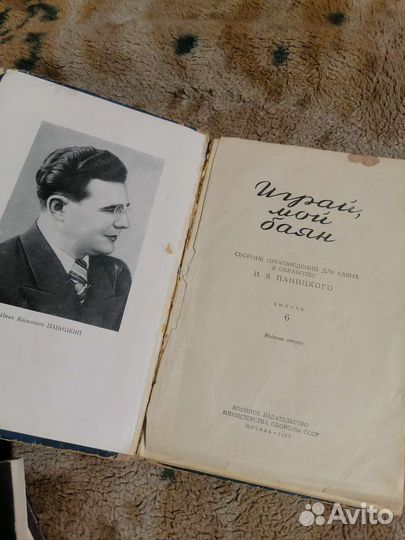 Иван Яковлевич ПАНИЦКИЙ
Играй,
мой
баян
СБОРНИК ПРОИЗВЕДЕНИЙ ДЛЯ БАЯНА
В ОБРАБОТКЕ
И. Я. ПАНИЦКОГО
ВЫПУСК
6
Издание второе
ВОЕННОЕ ИЗДАТЕЛЬСТВО
МИНИСТЕРСТВА ОБОРОНЫ СССР
МОСКВА —
Avito